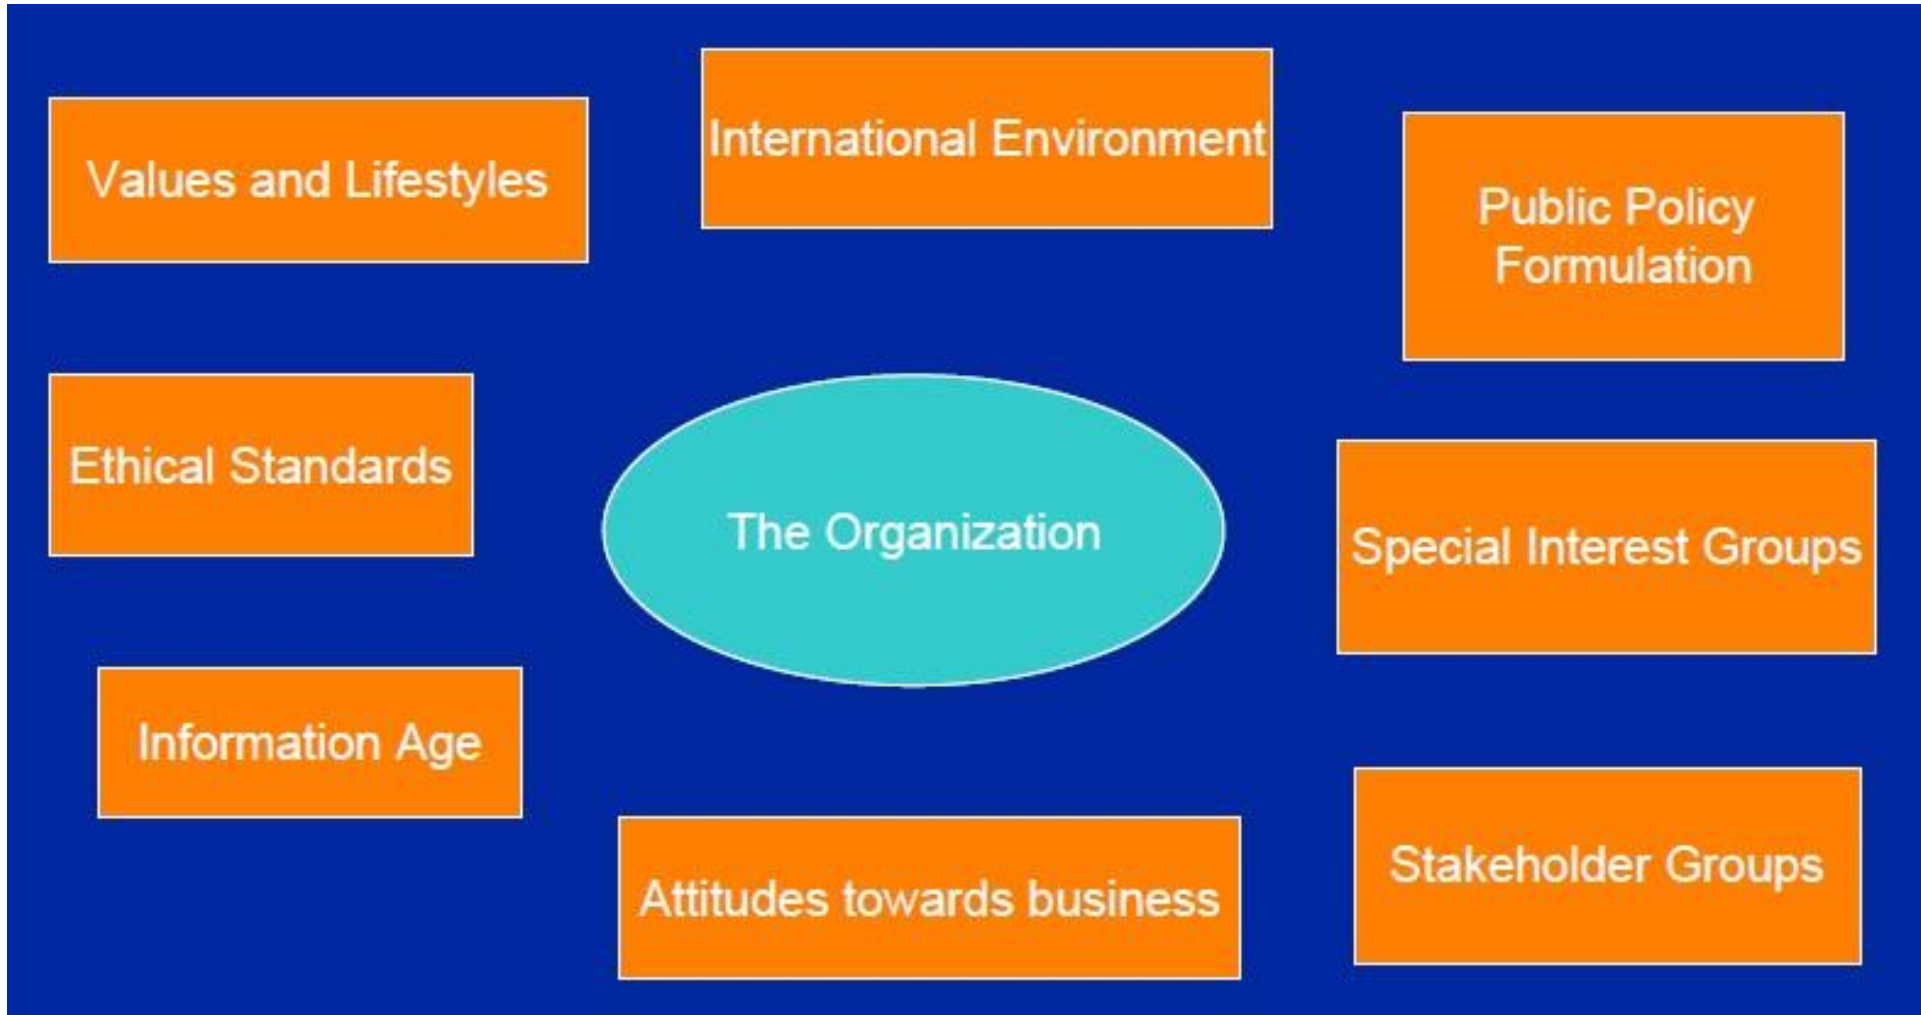 Values and Lifestyles
International Environment
Public Policy
Formulation
Ethical Standards
The Organization
Special Interest Groups
Information Age
Attitudes towards business
Stakeholder Groups